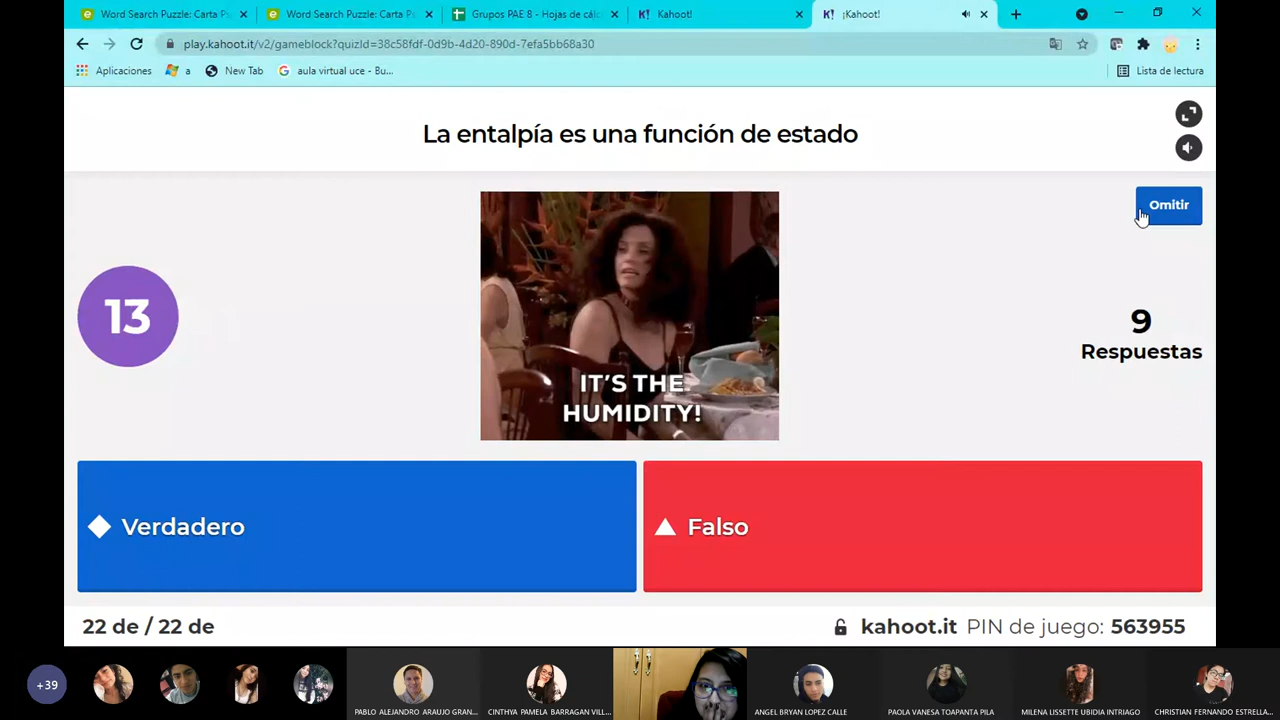 Word Search Puzzle: Carta Ps
Word Search Puzzle: Carta Ps
Grupos PAE 8 - Hojas de cálc
Kahoot!
¡Kahoot!
play.kahoot.it/v2/gameblock?quizId=38c58fdf-0d9b-4d20-890d-7efa5bb68a30
Aplicaciones
a
New Tab
aula virtual uce - Bu...
Lista de lectura
La entalpía es una función de estado
Omitir
13
9
Respuestas
IT'S THE
HUMIDITY!
Verdadero
Falso
22 de / 22 de
kahoot.it PIN de juego: 563955
+39
PABLO ALEJANDRO ARAUJO GRAN...
CINTHYA PAMELA BARRAGAN VILL...
ANGEL BRYAN LOPEZ CALLE
PAOLA VANESA TOAPANTA PILA
MILENA LISSETTE UBIDIA INTRIAGO
CHRISTIAN FERNANDO ESTRELLA...